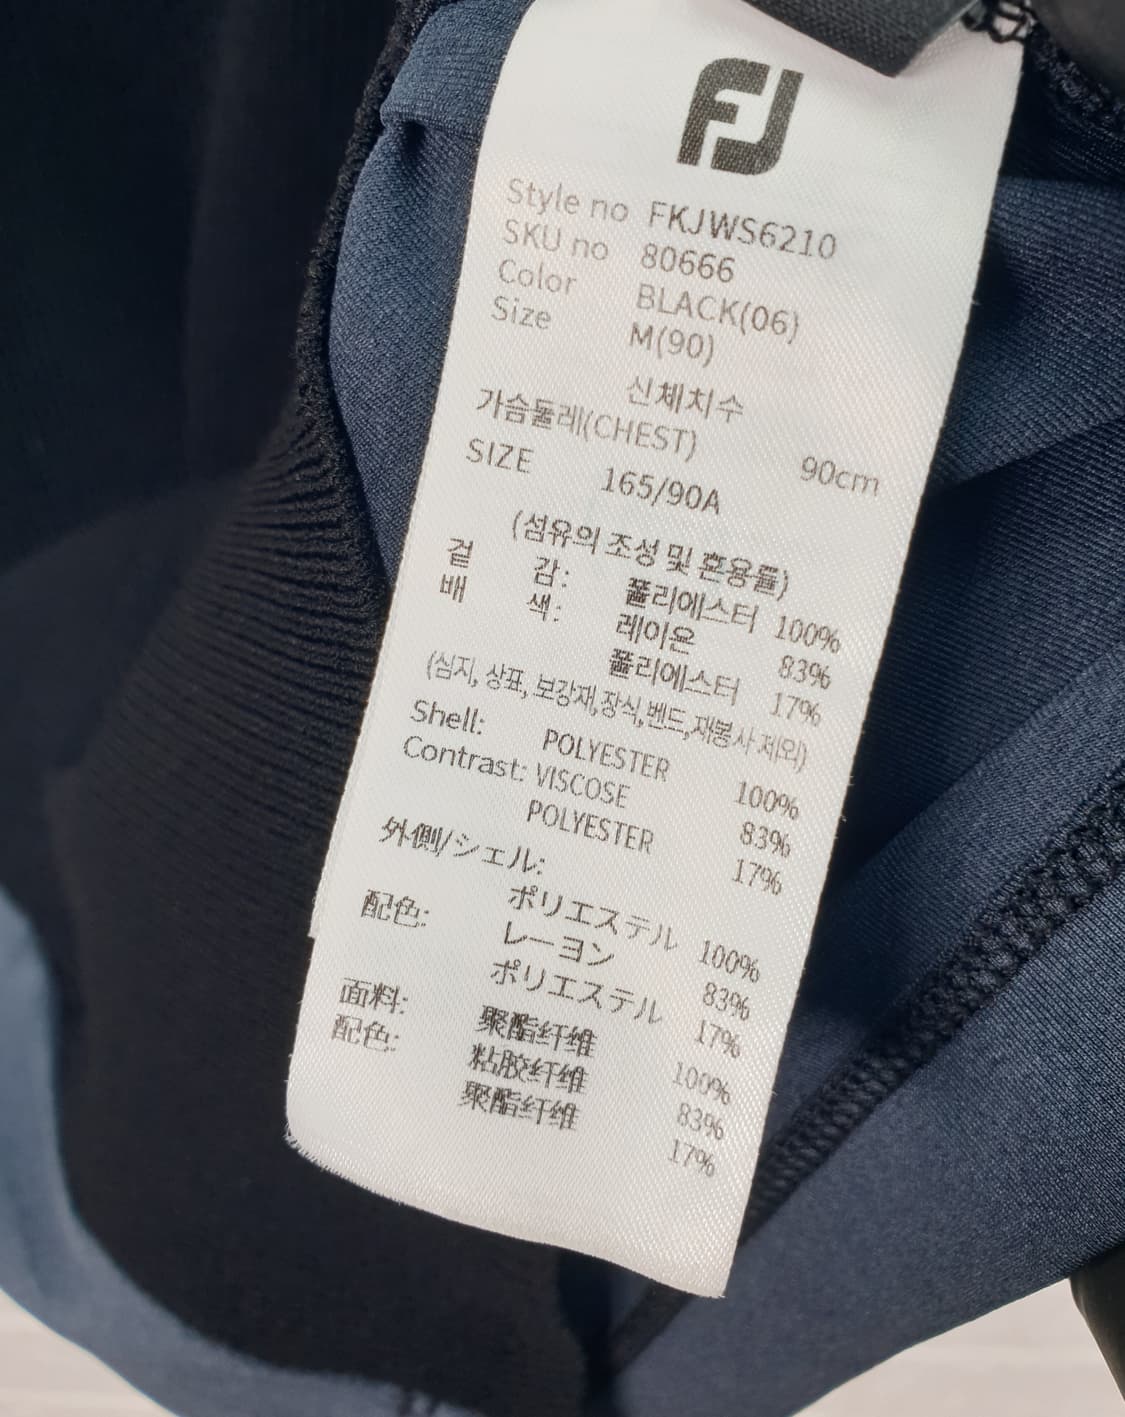 FJ
Style no FKJWS6210
SKU no 80666
Color BLACK(06)
Size M(90)
신체치수
가슴둘레(CHEST) 90cm
SIZE 165/90A
(섬유의 조성 및 혼용률)
겉 감: 폴리에스터 100%
배 색: 레이온 83%
폴리에스터 17%
(심지, 상표, 보강재,장식,벤드,재봉사 제외)
Shell: POLYESTER 100%
Contrast: VISCOSE 83%
POLYESTER 17%
外側/シェル:
ポリエステル 100%
配色: レーヨン 83%
ポリエステル 17%
面料: 聚酯纤维 100%
配色: 粘胶纤维 83%
聚酯纤维 17%